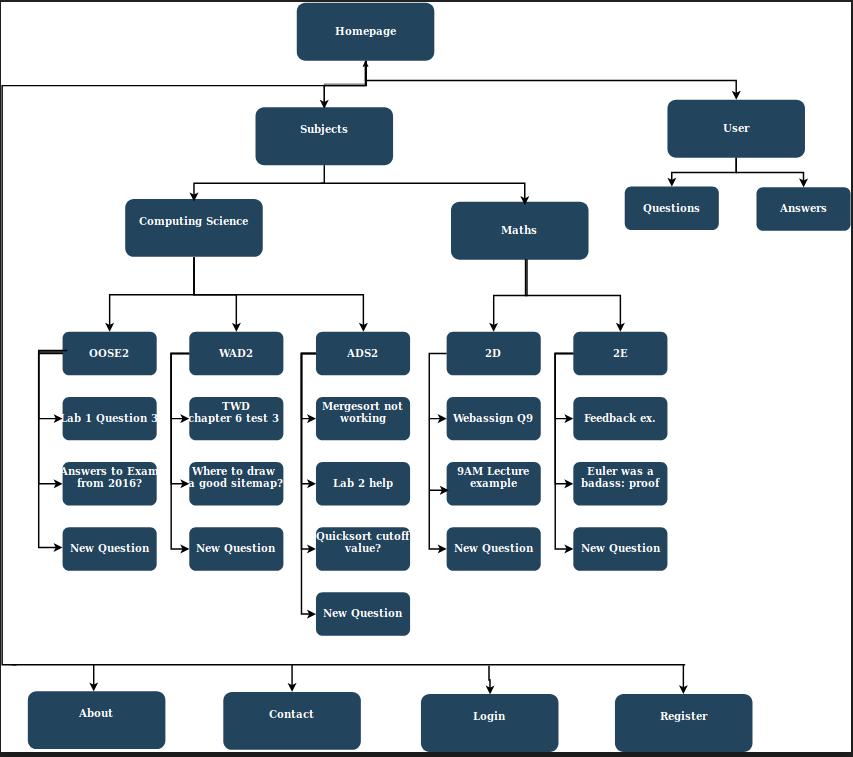 Homepage
Subjects
User
Computing Science
Maths
Questions
Answers
OOSE2
WAD2
ADS2
2D
2E
Lab 1 Question 3
TWD
chapter 6 test 3
Mergesort not
working
Webassign Q9
Feedback ex.
Answers to Exam
from 2016?
Where to draw
a good sitemap?
Lab 2 help
9AM Lecture
example
Euler was a
badass: proof
New Question
New Question
Quicksort cutoff
value?
New Question
New Question
New Question
About
Contact
Login
Register